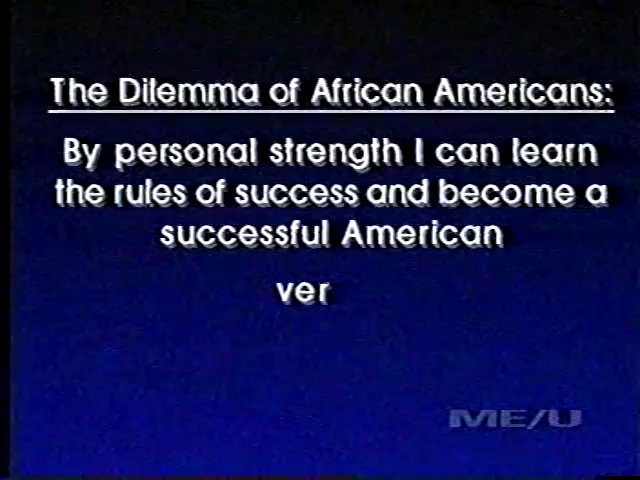 The Dilemma of African Americans:
By personal strength I can learn
the rules of success and become a
successful American
ver
ME/U